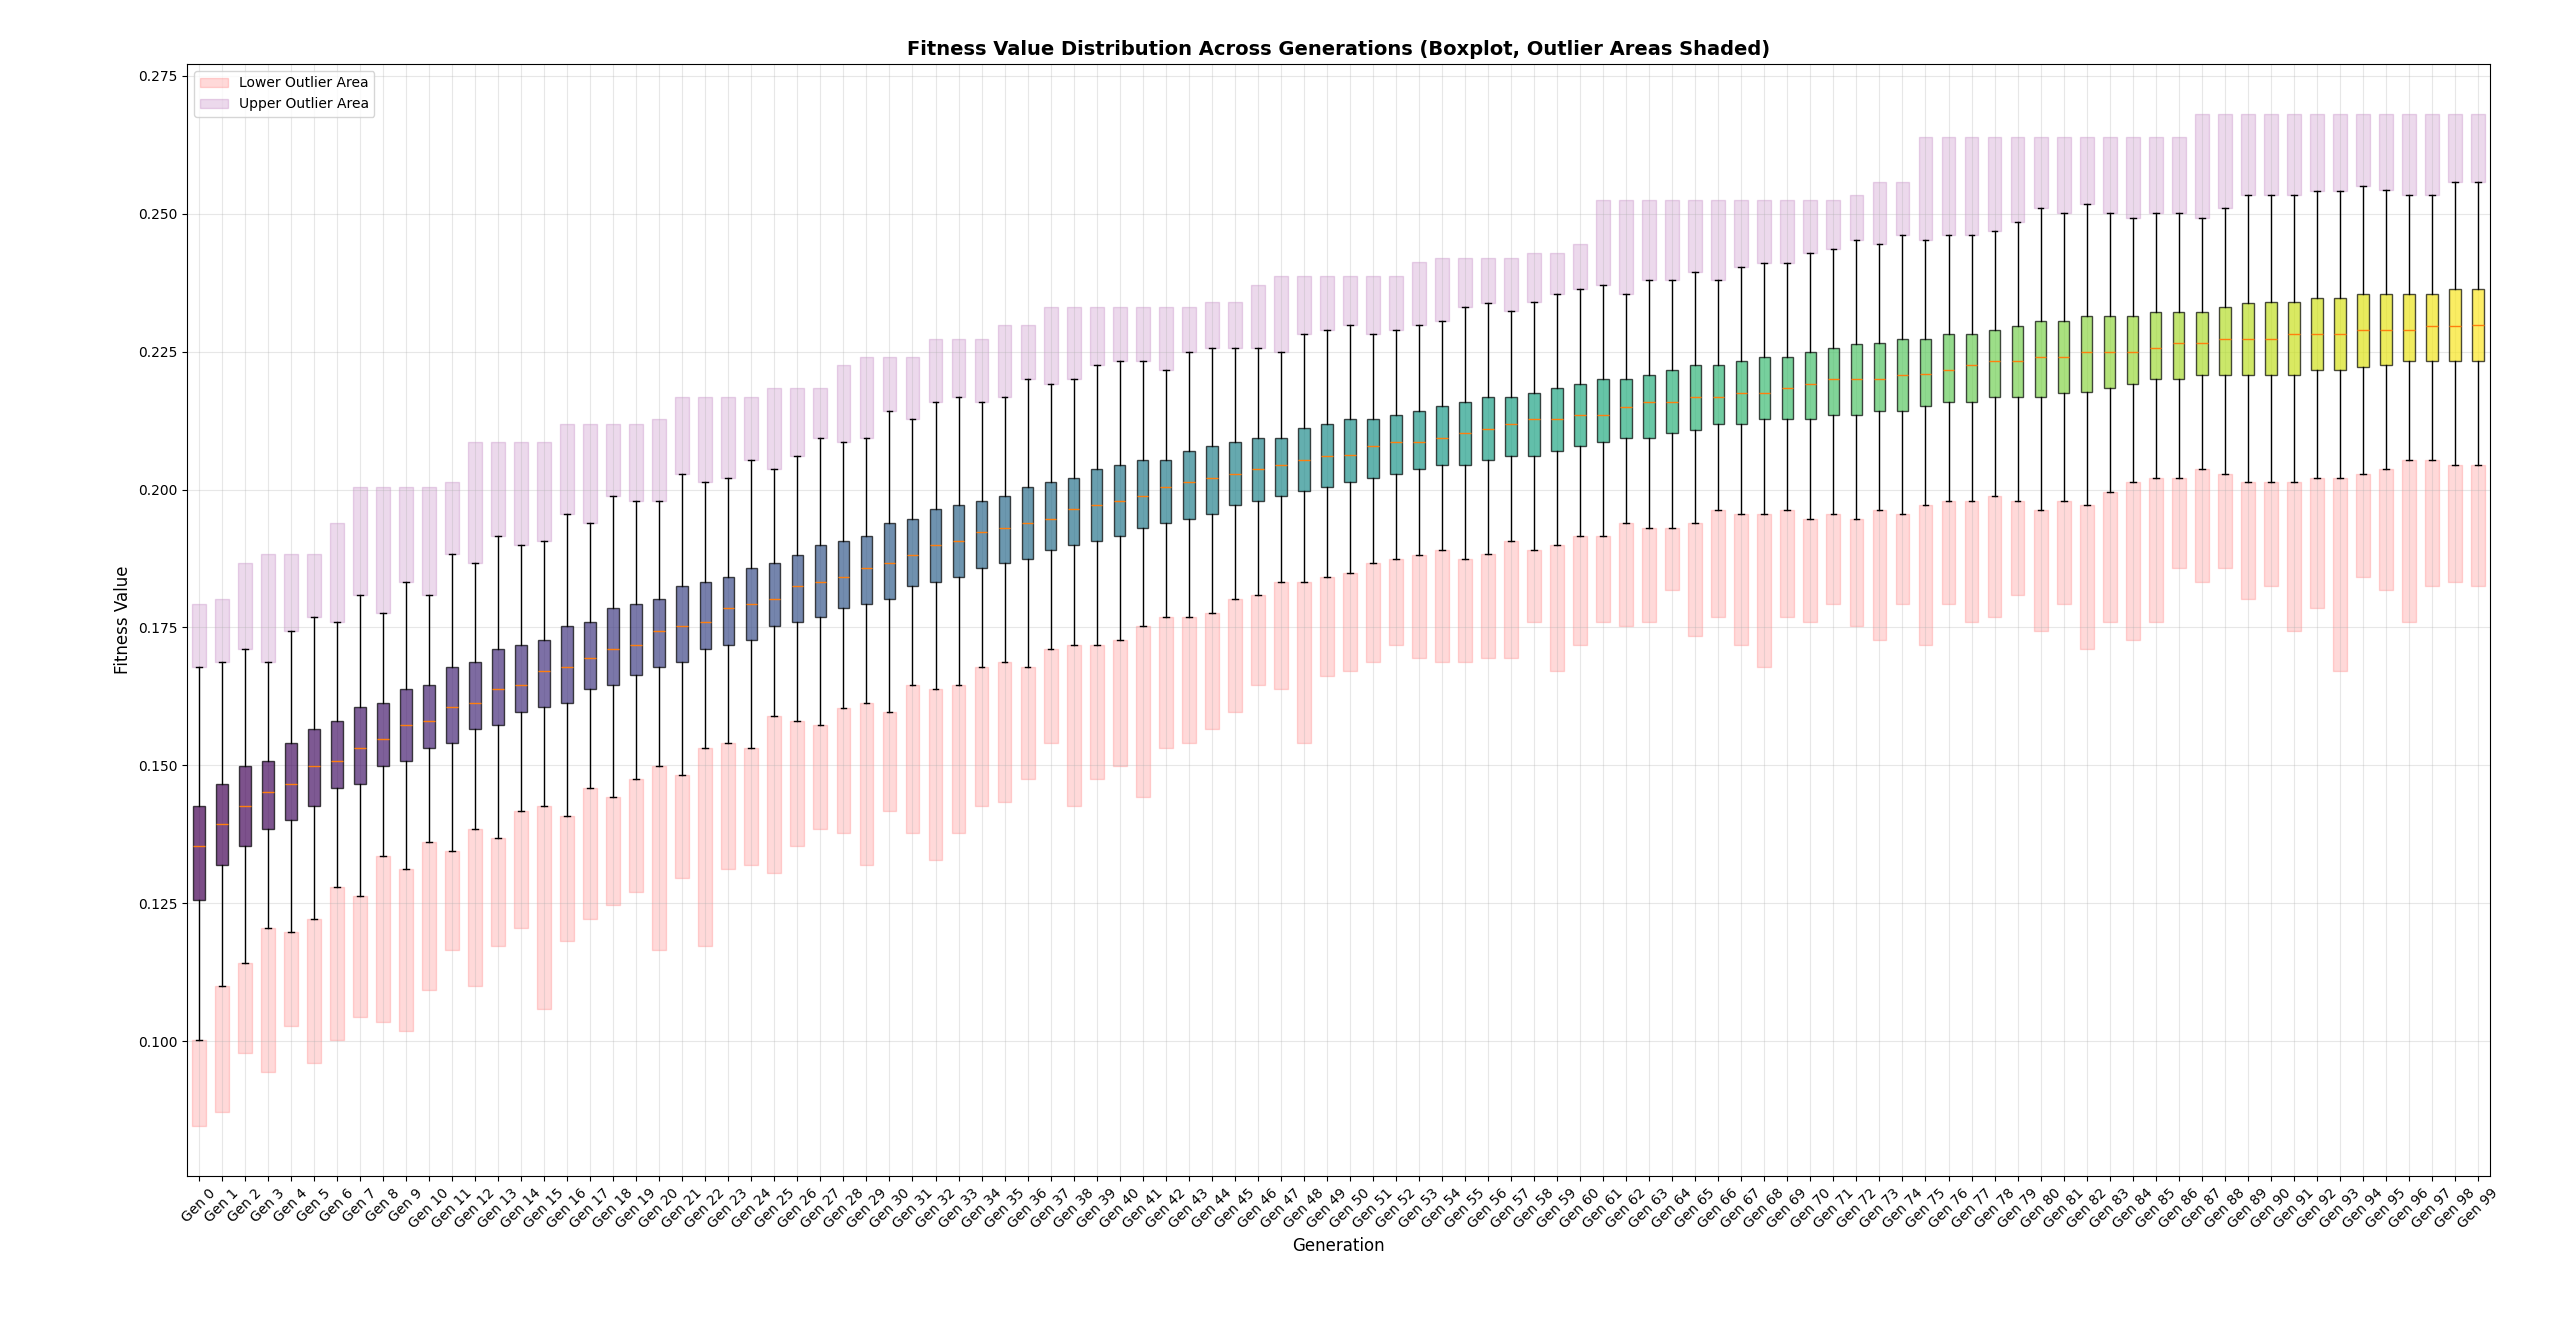 Fitness Value Distribution Across Generations (Boxplot, Outlier Areas Shaded)
Lower Outlier Area
Upper Outlier Area
Fitness Value
0.275
0.250
0.225
0.200
0.175
0.150
0.125
0.100
Gen 0
Gen 1
Gen 2
Gen 3
Gen 4
Gen 5
Gen 6
Gen 7
Gen 8
Gen 9
Gen 10
Gen 11
Gen 12
Gen 13
Gen 14
Gen 15
Gen 16
Gen 17
Gen 18
Gen 19
Gen 20
Gen 21
Gen 22
Gen 23
Gen 24
Gen 25
Gen 26
Gen 27
Gen 28
Gen 29
Gen 30
Gen 31
Gen 32
Gen 33
Gen 34
Gen 35
Gen 36
Gen 37
Gen 38
Gen 39
Gen 40
Gen 41
Gen 42
Gen 43
Gen 44
Gen 45
Gen 46
Gen 47
Gen 48
Gen 49
Gen 50
Gen 51
Gen 52
Gen 53
Gen 54
Gen 55
Gen 56
Gen 57
Gen 58
Gen 59
Gen 60
Gen 61
Gen 62
Gen 63
Gen 64
Gen 65
Gen 66
Gen 67
Gen 68
Gen 69
Gen 70
Gen 71
Gen 72
Gen 73
Gen 74
Gen 75
Gen 76
Gen 77
Gen 78
Gen 79
Gen 80
Gen 81
Gen 82
Gen 83
Gen 84
Gen 85
Gen 86
Gen 87
Gen 88
Gen 89
Gen 90
Gen 91
Gen 92
Gen 93
Gen 94
Gen 95
Gen 96
Gen 97
Gen 98
Gen 99
Generation